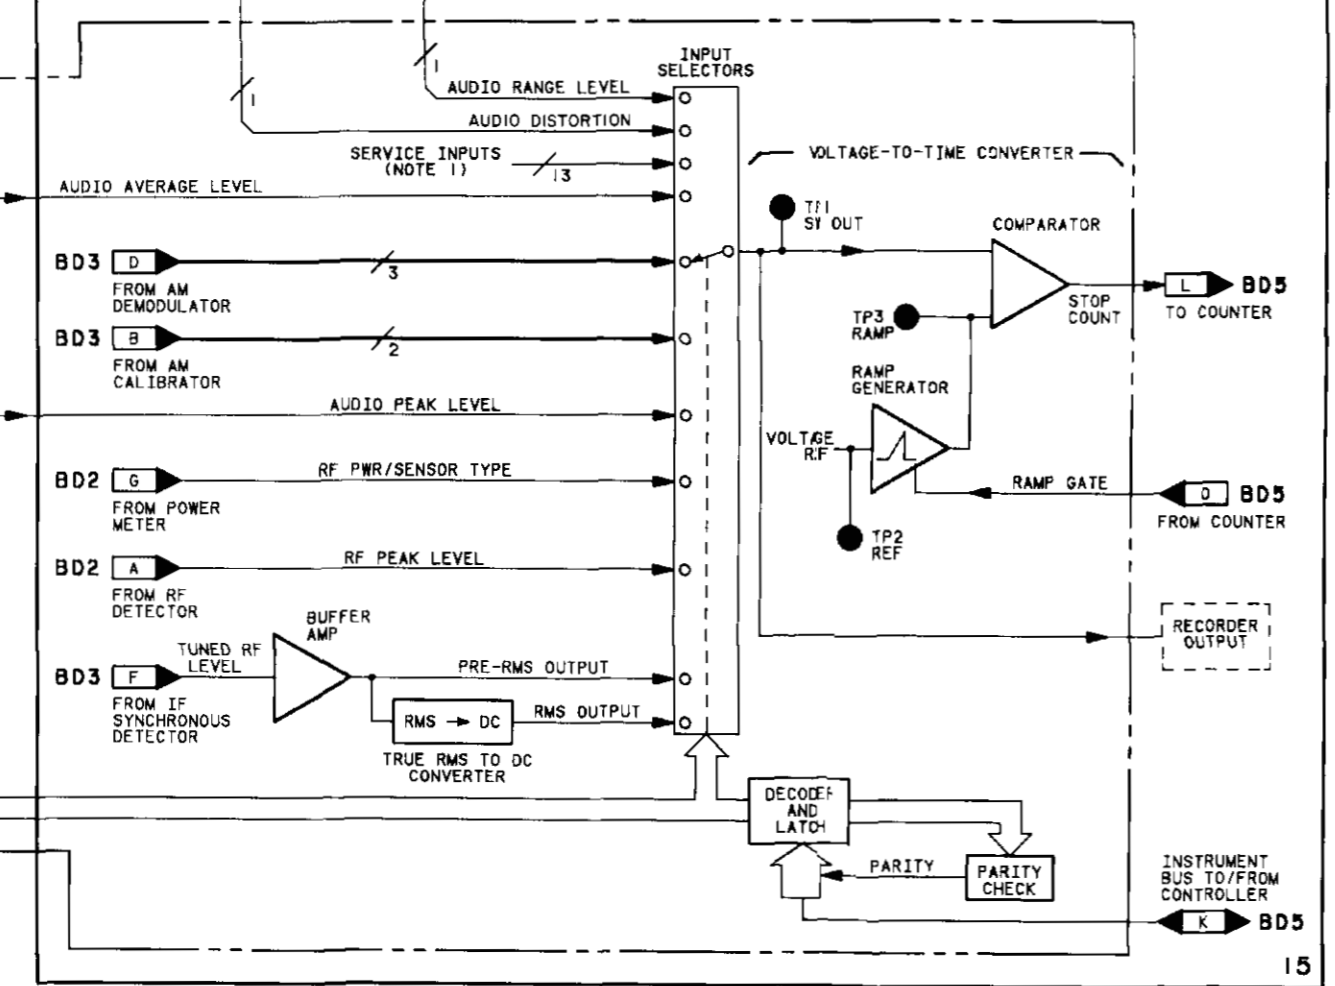 INPUT
SELECTORS
1
AUDIO RANGE LEVEL
1
AUDIO DISTORTION
SERVICE INPUTS
(NOTE 1)
13
AUDIO AVERAGE LEVEL
VOLTAGE-TO-TIME CONVERTER
TP1
OUT
COMPARATOR
BD3 D
3
FROM AM
DEMODULATOR
STOP
COUNT
L BD5
TO COUNTER
TP3
RAMP
BD3 B
2
FROM AM
CALIBRATOR
RAMP
GENERATOR
AUDIO PEAK LEVEL
VOLTAGE
BD2 G
RF PWR/SENSOR TYPE
FROM POWER
METER
RAMP GATE
BD5
FROM COUNTER
TP2
REF
BD2 A
RF PEAK LEVEL
FROM RF
DETECTOR
BUFFER
AMP
RECORDER
OUTPUT
TUNED RF
LEVEL
BD3 F
PRE-RMS OUTPUT
FROM IF
SYNCHRONOUS
DETECTOR
RMS → DC
RMS OUTPUT
TRUE RMS TO DC
CONVERTER
DECODER
AND
LATCH
PARITY
PARITY
CHECK
INSTRUMENT
BUS TO/FROM
CONTROLLER
K BD5
15